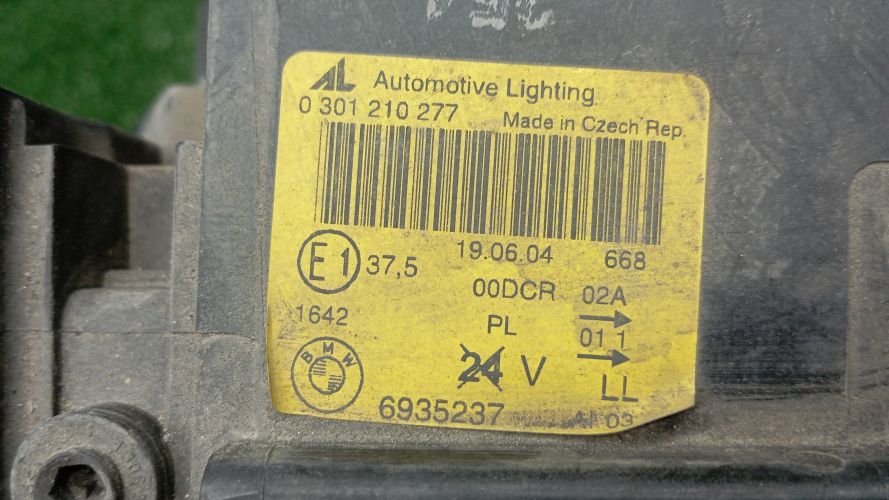 AL Automotive Lighting
0 301 210 277 Made in Czech Rep.
19.06.04 668
E1 37,5
00DCR 02A
1642
PL 01 1
24 V
BMW
LL
6935237
03